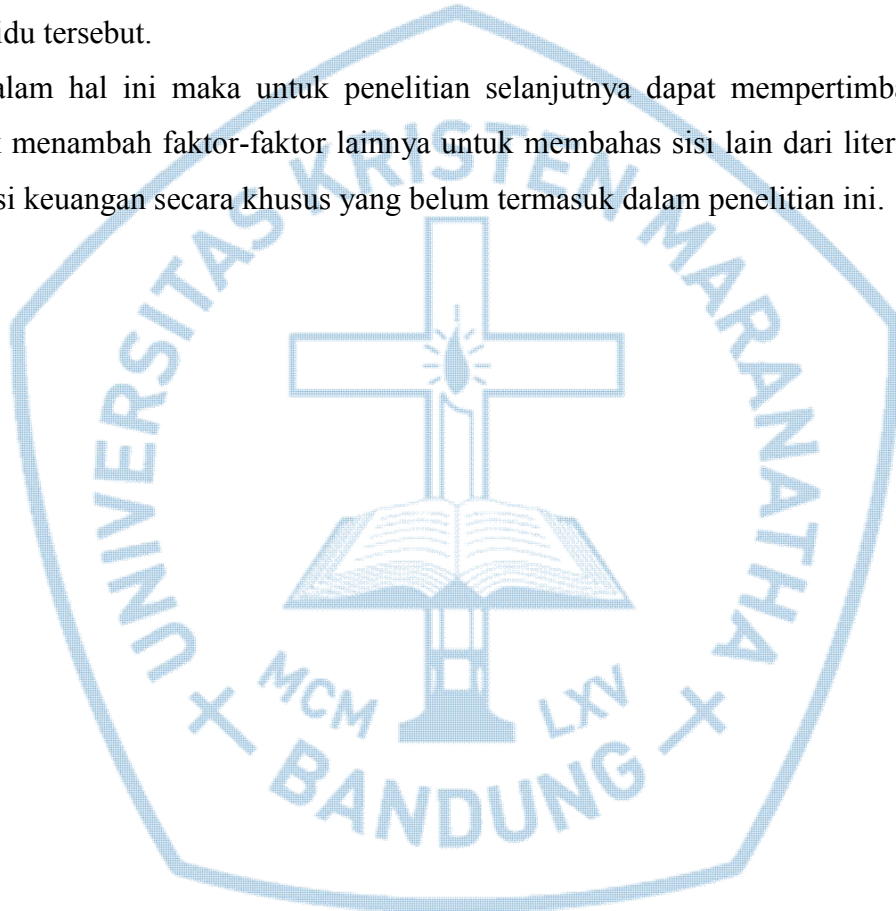 idu tersebut.
alam hal ini maka untuk penelitian selanjutnya dapat mempertimba
menambah faktor-faktor lainnya untuk membahas sisi lain dari liter
si keuangan secara khusus yang belum termasuk dalam penelitian ini.
UNIVERSITAS KRISTEN MARANATHA
MCM LXV
BANDUNG